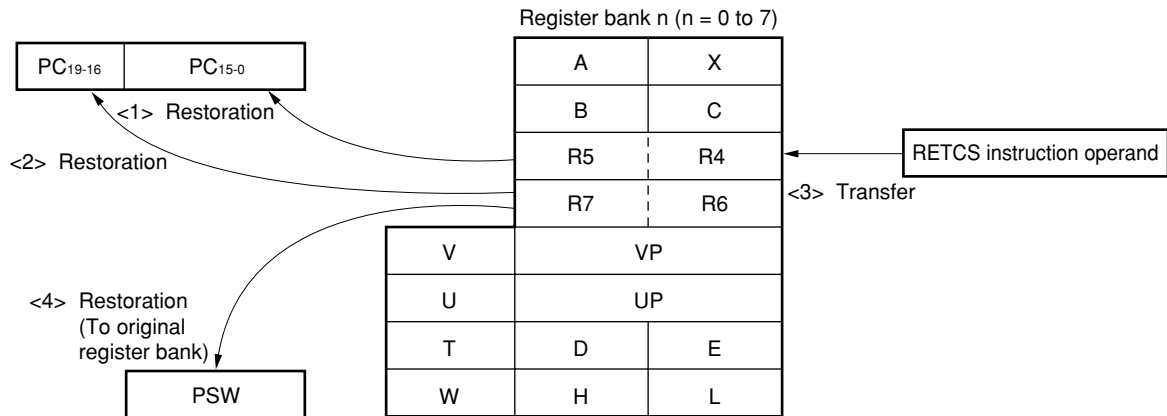 Register bank n (n = 0 to 7)
PC19-16 PC15-0
A X
<1> Restoration
B C
<2> Restoration
R5 R4
RETCS instruction operand
R7 R6
<3> Transfer
V VP
<4> Restoration
(To original
register bank)
U UP
T D E
PSW
W H L